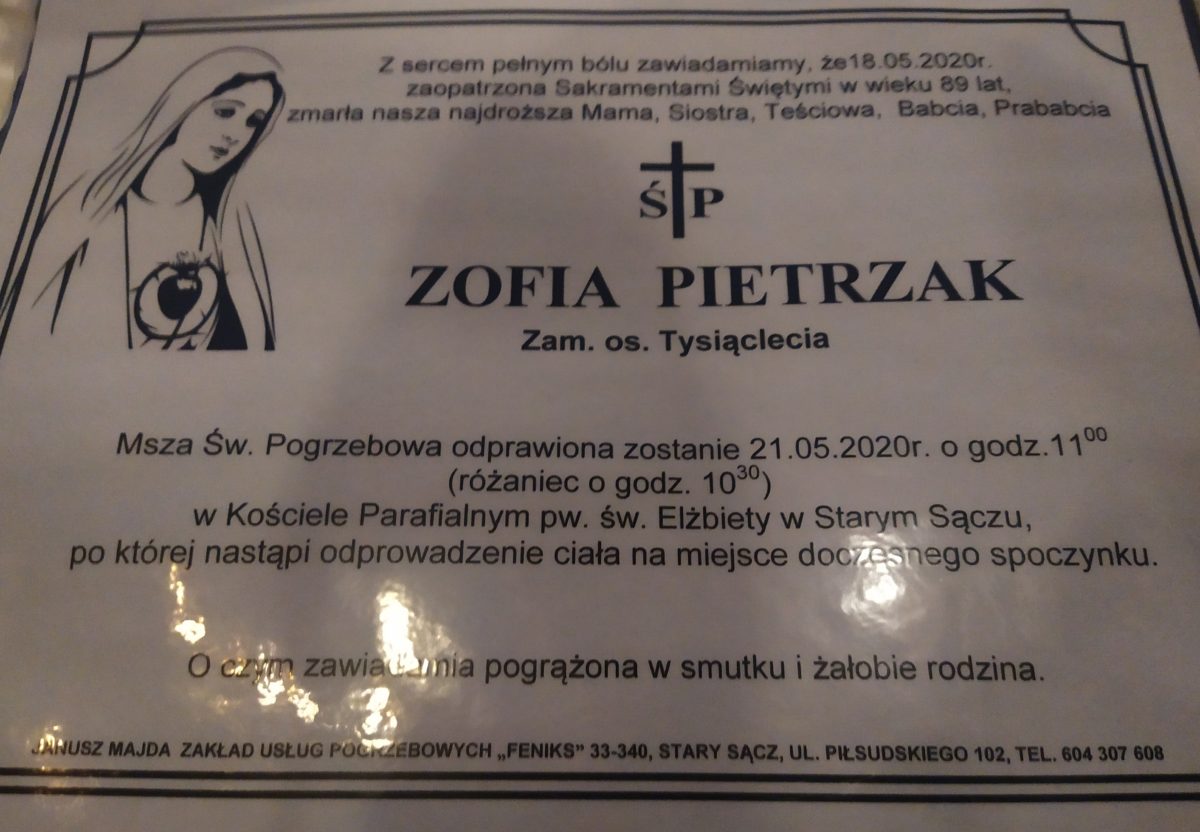 Z sercem pełnym bólu zawiadamiamy, że18.05.2020r.
zaopatrzona Sakramentami Świętymi w wieku 89 lat,
zmarła nasza najdroższa Mama, Siostra, Teściowa, Babcia, Prababcia
Ś P
ZOFIA PIETRZAK
Zam. os. Tysiąclecia
Msza Św. Pogrzebowa odprawiona zostanie 21.05.2020r. o godz.11⁰⁰
(różaniec o godz. 10³⁰)
w Kościele Parafialnym pw. św. Elżbiety w Starym Sączu,
po której nastąpi odprowadzenie ciała na miejsce doczesnego spoczynku.
O czym zawiadamia pogrążona w smutku i żałobie rodzina.
JANUSZ MAJDA ZAKŁAD USŁUG POGRZEBOWYCH „FENIKS” 33-340, STARY SĄCZ, UL. PIŁSUDSKIEGO 102, TEL. 604 307 608